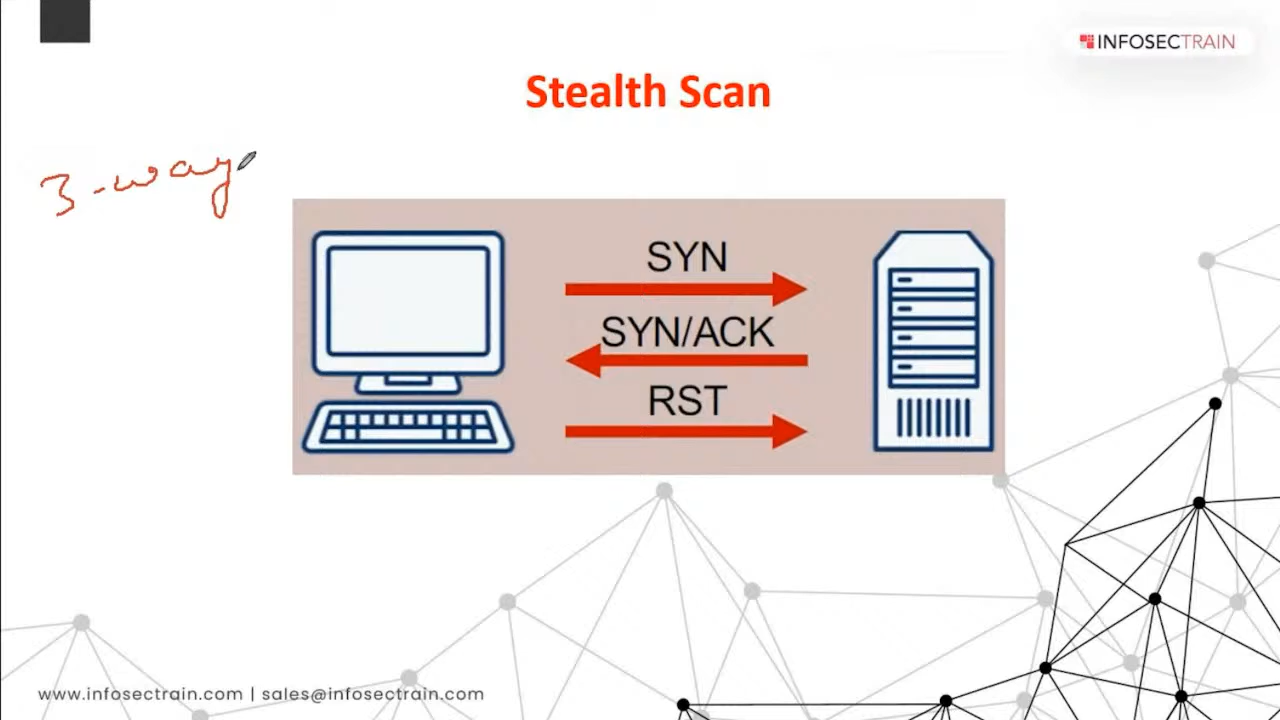 INFOSECTRAIN
Stealth Scan
3-way
SYN
SYN/ACK
RST
www.infosectrain.com | sales@infosectrain.com